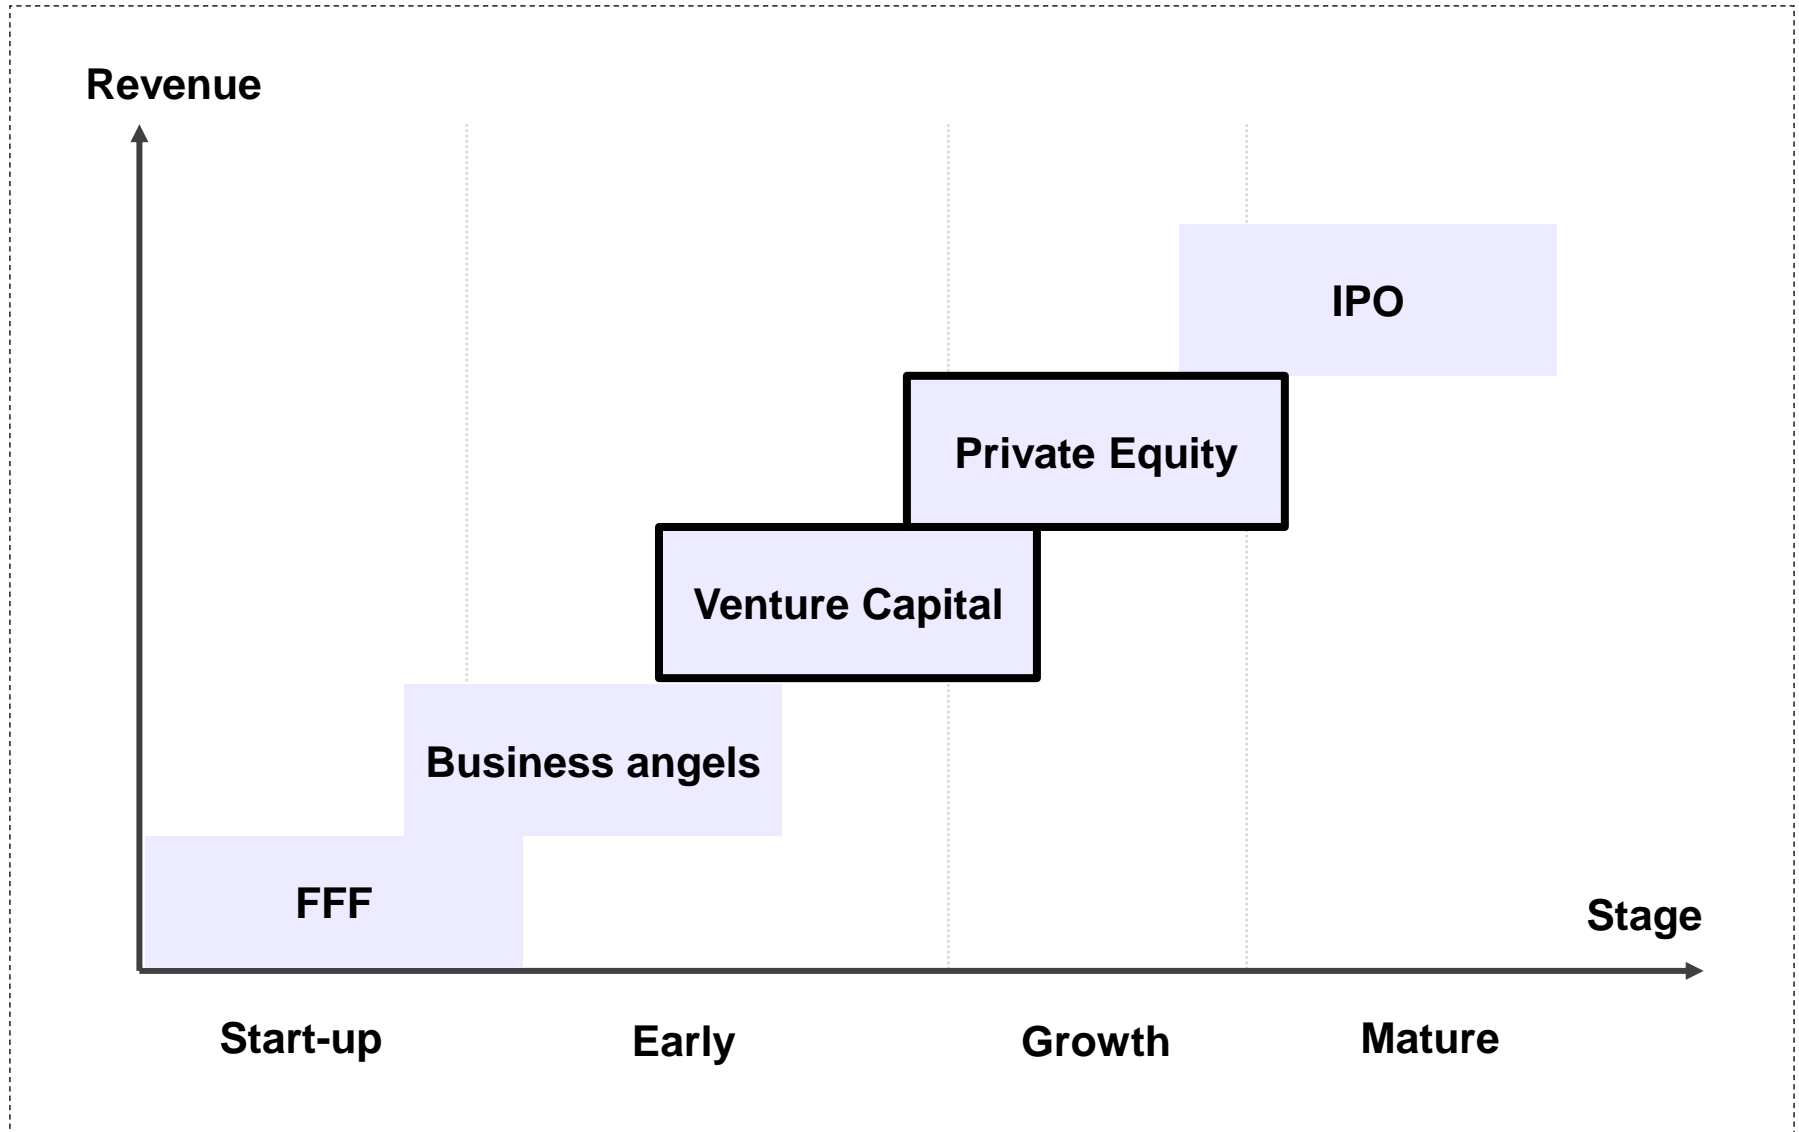 Revenue
IPO
Private Equity
Venture Capital
Business angels
FFF
Stage
Start-up
Early
Growth
Mature